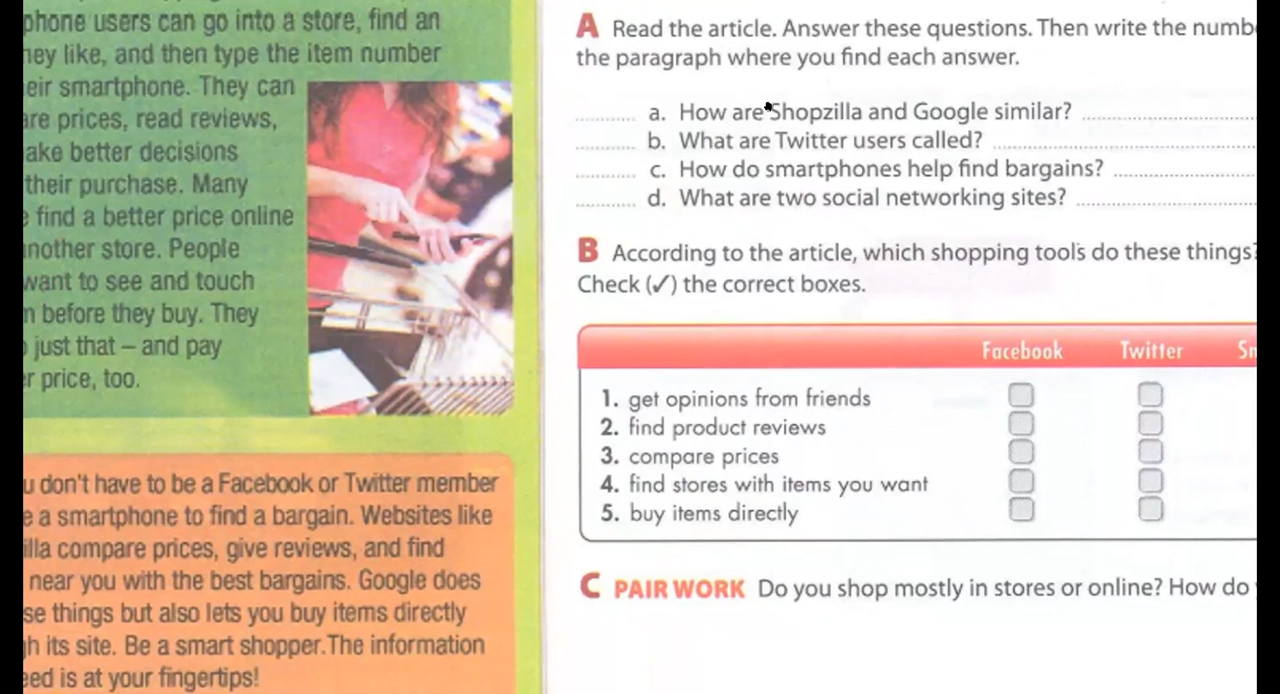 phone users can go into a store, find an
hey like, and then type the item number
eir smartphone. They can
are prices, read reviews,
ake better decisions
their purchase. Many
find a better price online
another store. People
want to see and touch
before they buy. They
just that – and pay
r price, too.
u don't have to be a Facebook or Twitter member
e a smartphone to find a bargain. Websites like
illa compare prices, give reviews, and find
near you with the best bargains. Google does
se things but also lets you buy items directly
gh its site. Be a smart shopper. The information
eed is at your fingertips!
A Read the article. Answer these questions. Then write the numb
the paragraph where you find each answer.
a. How are Shopzilla and Google similar?
b. What are Twitter users called?
c. How do smartphones help find bargains?
d. What are two social networking sites?
B According to the article, which shopping tools do these things?
Check (✓) the correct boxes.
Facebook Twitter Sm
1. get opinions from friends
2. find product reviews
3. compare prices
4. find stores with items you want
5. buy items directly
C PAIR WORK Do you shop mostly in stores or online? How do